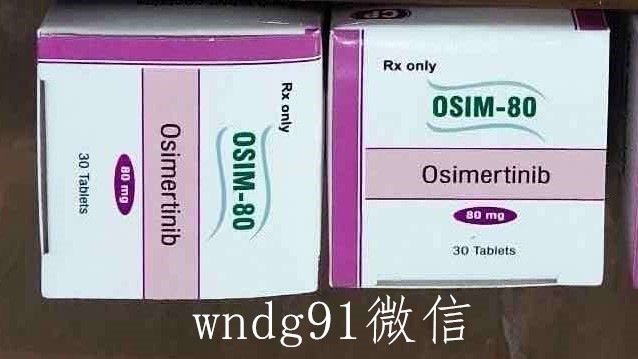 Rx only
OSIM-80
Osimertinib
80 mg
30 Tablets
CP
Rx only
OSIM-80
Osimertinib
80 mg
30 Tablets
wndg91微信